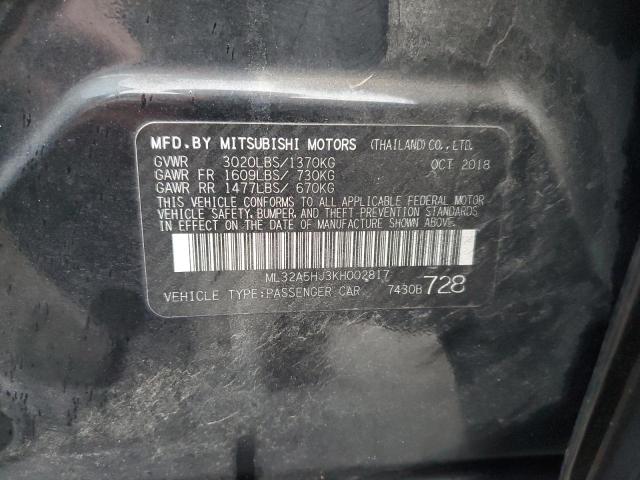 MFD.BY MITSUBISHI MOTORS (THAILAND) CO., LTD.
GVWR 3020LBS/1370KG OCT 2018
GAWR FR 1609LBS/ 730KG
GAWR RR 1477LBS/ 670KG
THIS VEHICLE CONFORMS TO ALL APPLICABLE FEDERAL MOTOR
VEHICLE SAFETY, BUMPER, AND THEFT PREVENTION STANDARDS
IN EFFECT ON THE DATE OF MANUFACTURE SHOWN ABOVE.
ML32A5HJ3KH002817
VEHICLE TYPE:PASSENGER CAR 7430B 728